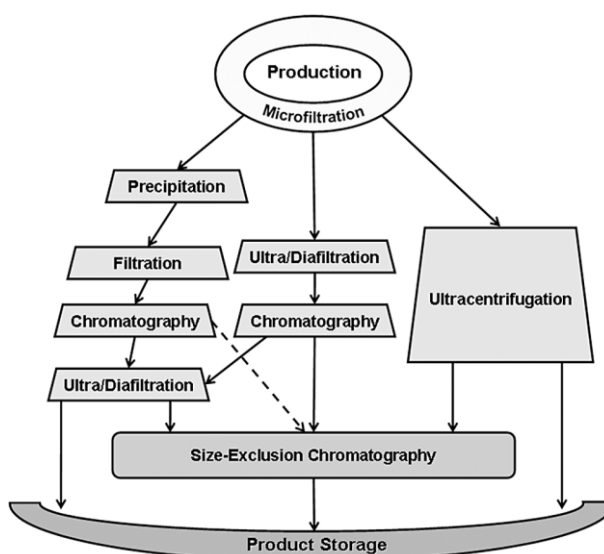 Production
Microfiltration
Precipitation
Filtration
Ultra/Diafiltration
Ultracentrifugation
Chromatography
Chromatography
Ultra/Diafiltration
Size-Exclusion Chromatography
Product Storage